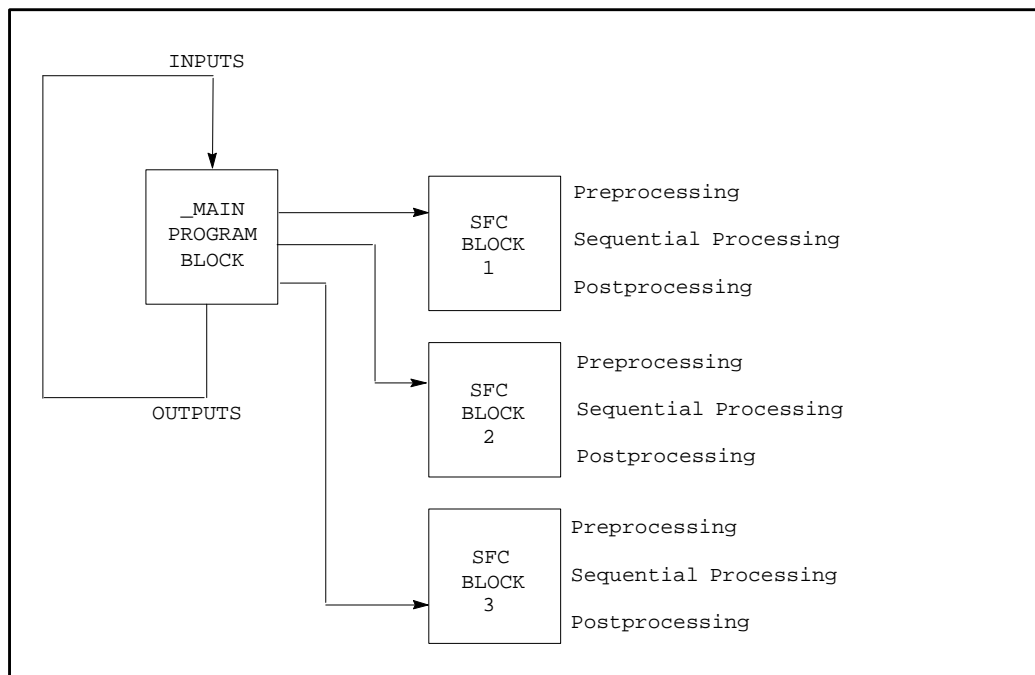 INPUTS
_MAIN
PROGRAM
BLOCK
OUTPUTS
SFC
BLOCK
1
Preprocessing
Sequential Processing
Postprocessing
SFC
BLOCK
2
Preprocessing
Sequential Processing
Postprocessing
SFC
BLOCK
3
Preprocessing
Sequential Processing
Postprocessing